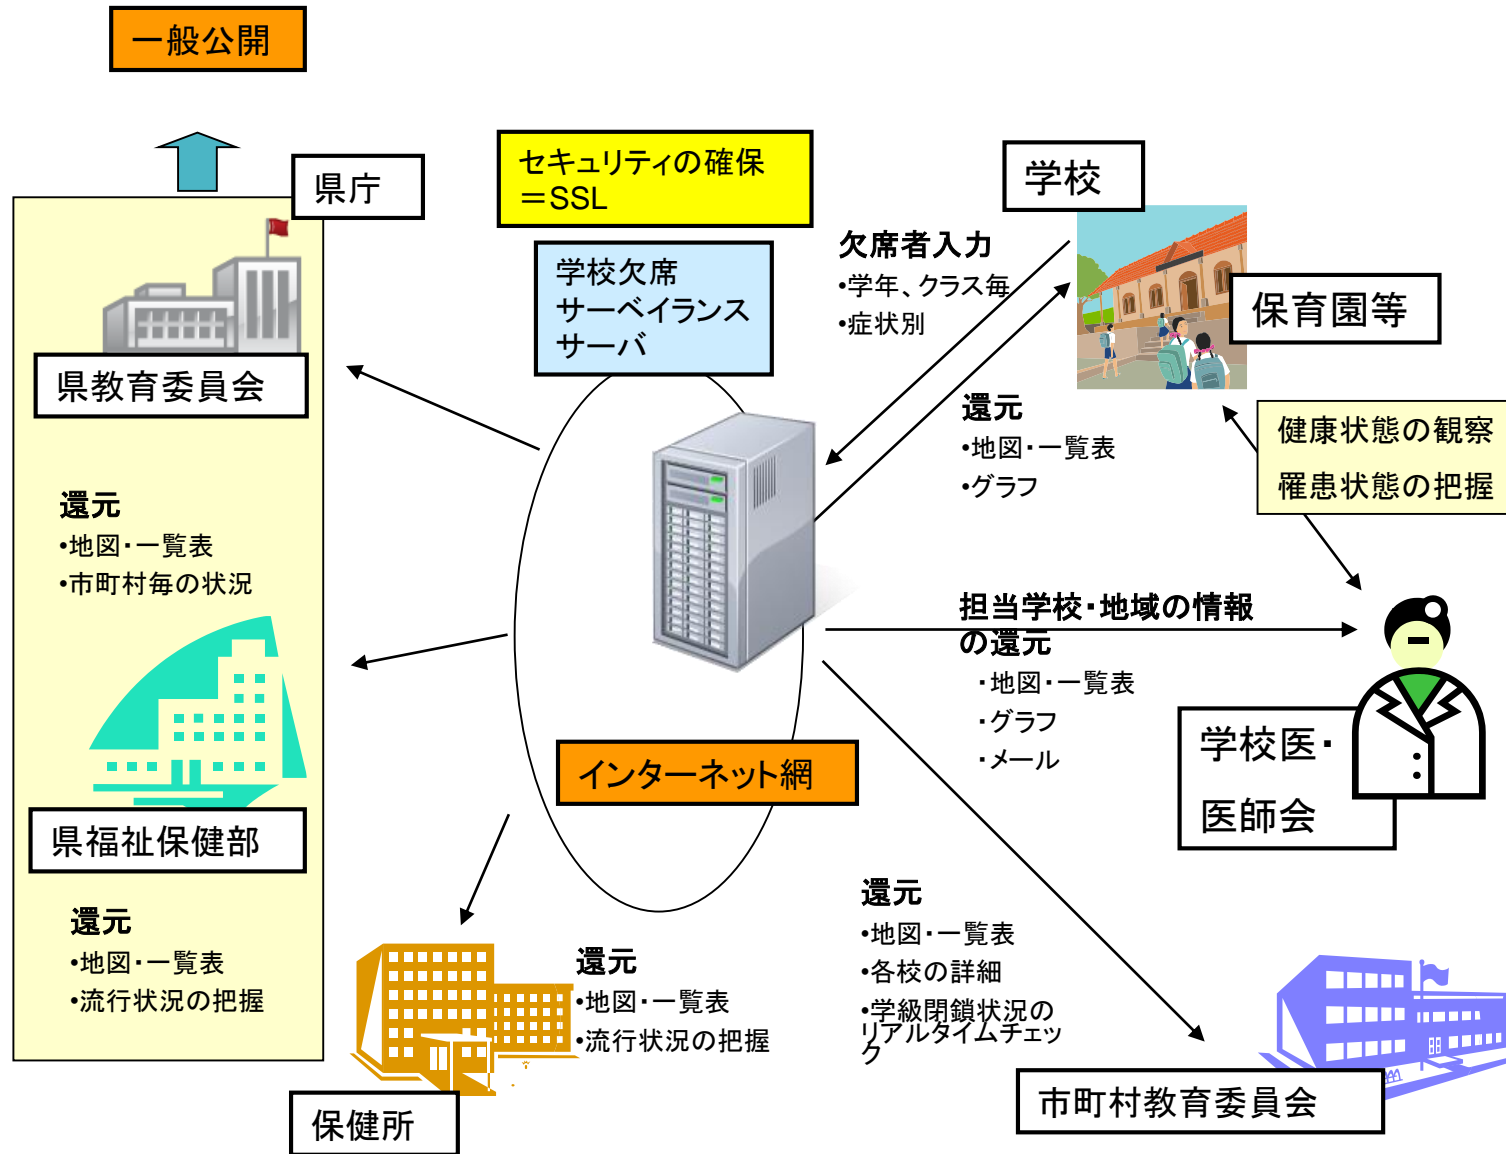 一般公開
県庁
セキュリティの確保
＝SSL
学校欠席
サーベイランス
サーバ
学校
保育園等
欠席者入力
•学年、クラス毎
•症状別
還元
•地図・一覧表
•グラフ
健康状態の観察
罹患状態の把握
県教育委員会
還元
•地図・一覧表
•市町村毎の状況
県福祉保健部
還元
•地図・一覧表
•流行状況の把握
インターネット網
担当学校・地域の情報
の還元
・地図・一覧表
・グラフ
・メール
学校医・
医師会
還元
•地図・一覧表
•流行状況の把握
保健所
還元
•地図・一覧表
•各校の詳細
•学級閉鎖状況の
リアルタイムチェッ
ク
市町村教育委員会